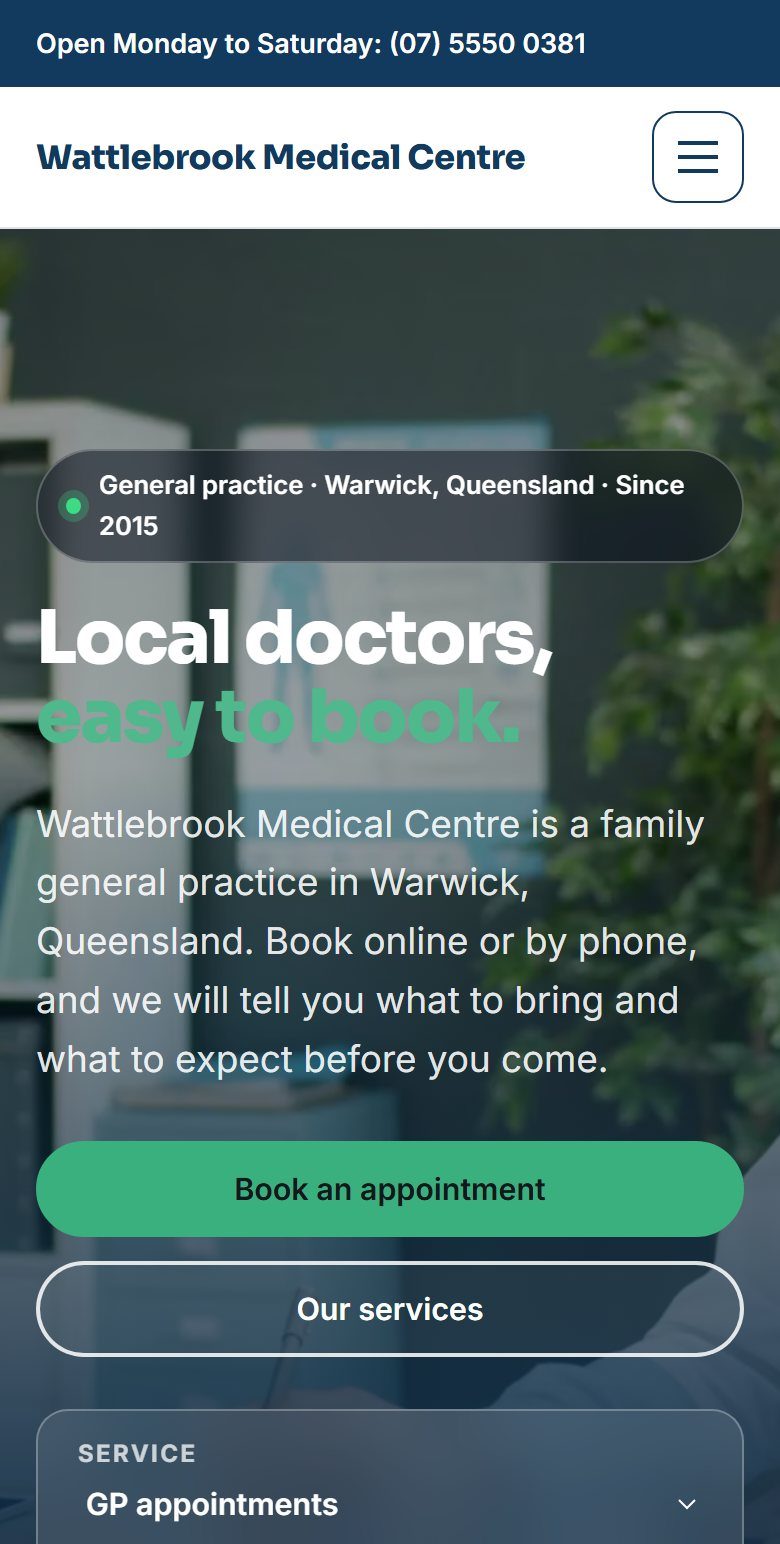 Open Monday to Saturday: (07) 5550 0381
Wattlebrook Medical Centre
General practice · Warwick, Queensland · Since
2015
Local doctors,
easy to book.
Wattlebrook Medical Centre is a family
general practice in Warwick,
Queensland. Book online or by phone,
and we will tell you what to bring and
what to expect before you come.
Book an appointment
Our services
SERVICE
GP appointments